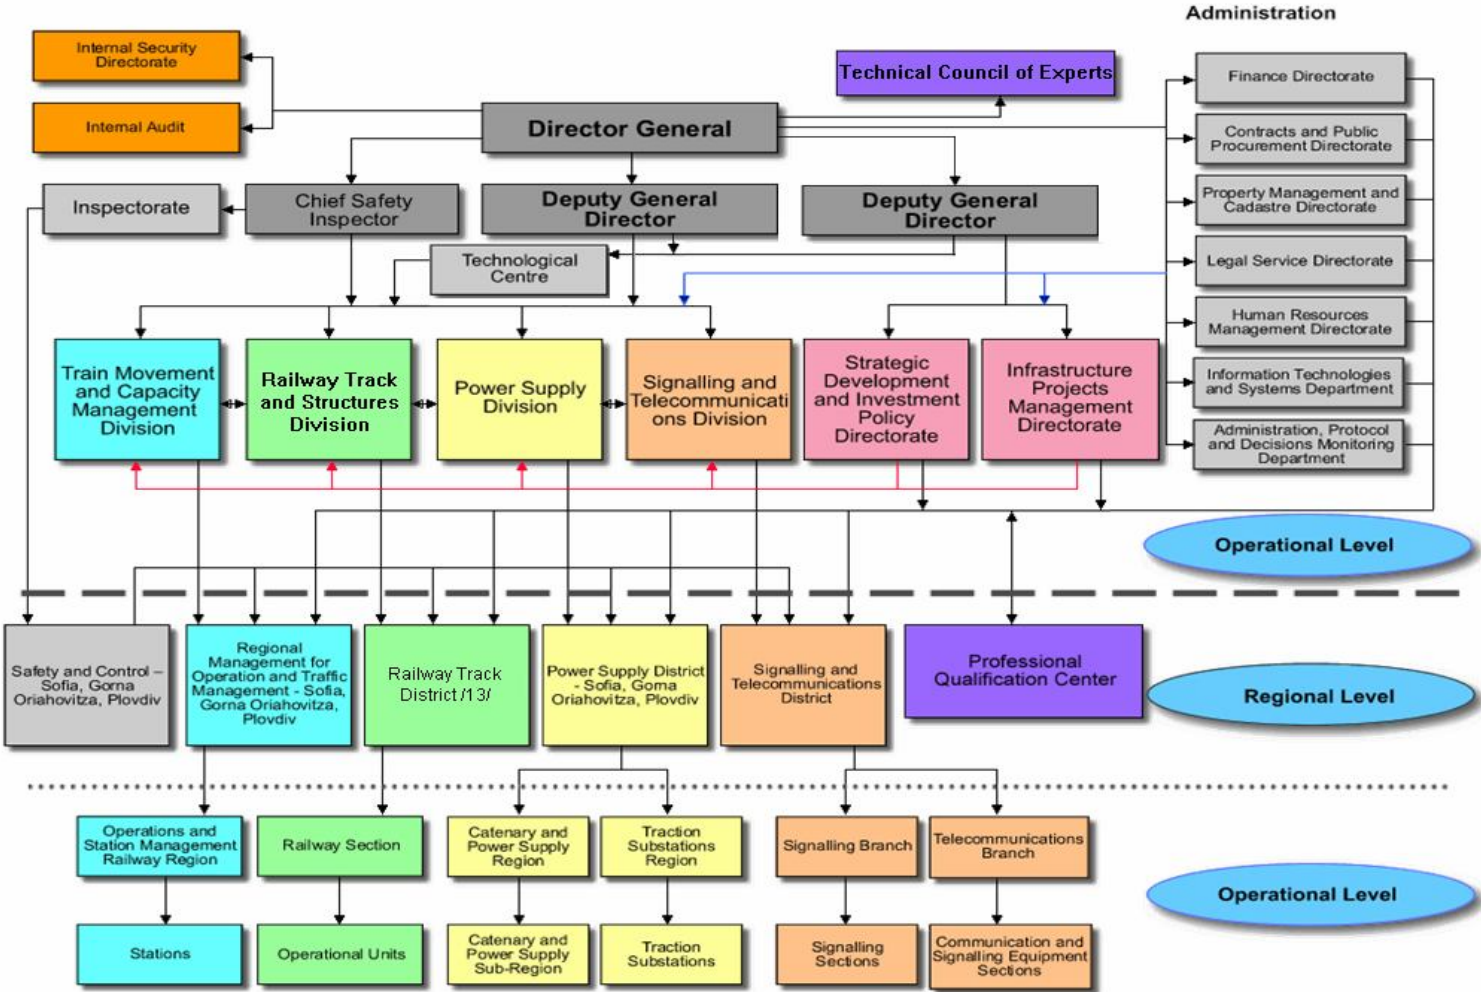 Administration
Internal Security
Directorate
Technical Council of Experts
Finance Directorate
Internal Audit
Director General
Contracts and Public
Procurement Directorate
Inspectorate
Chief Safety
Inspector
Deputy General
Director
Deputy General
Director
Property Management and
Cadastre Directorate
Technological
Centre
Legal Service Directorate
Human Resources
Management Directorate
Train Movement
and Capacity
Management
Division
Railway Track
and Structures
Division
Power Supply
Division
Signalling and
Telecommunicati
ons Division
Strategic
Development
and Investment
Policy
Directorate
Infrastructure
Projects
Management
Directorate
Information Technologies
and Systems Department
Administration, Protocol
and Decisions Monitoring
Department
Operational Level
Safety and Control –
Sofia, Gorna
Oriahovitza, Plovdiv
Regional
Management for
Operation and Traffic
Management - Sofia,
Gorna Oriahovitza,
Plovdiv
Railway Track
District /13/
Power Supply District
- Sofia, Gorna
Oriahovitza, Plovdiv
Signalling and
Telecommunications
District
Professional
Qualification Center
Regional Level
Operations and
Station Management
Railway Region
Railway Section
Catenary and
Power Supply
Region
Traction
Substations
Region
Signalling Branch
Telecommunications
Branch
Operational Level
Stations
Operational Units
Catenary and
Power Supply
Sub-Region
Traction
Substations
Signalling
Sections
Communication and
Signalling Equipment
Sections